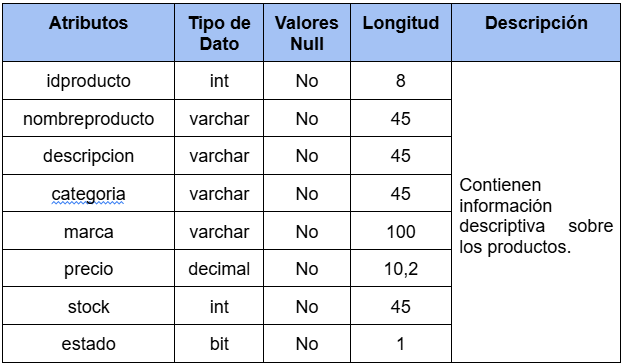 Atributos Tipo de Dato Valores Null Longitud Descripción
idproducto int No 8
nombreproducto varchar No 45
descripcion varchar No 45
categoria varchar No 45
marca varchar No 100
precio decimal No 10,2
stock int No 45
estado bit No 1
Contienen
información
descriptiva sobre
los productos.